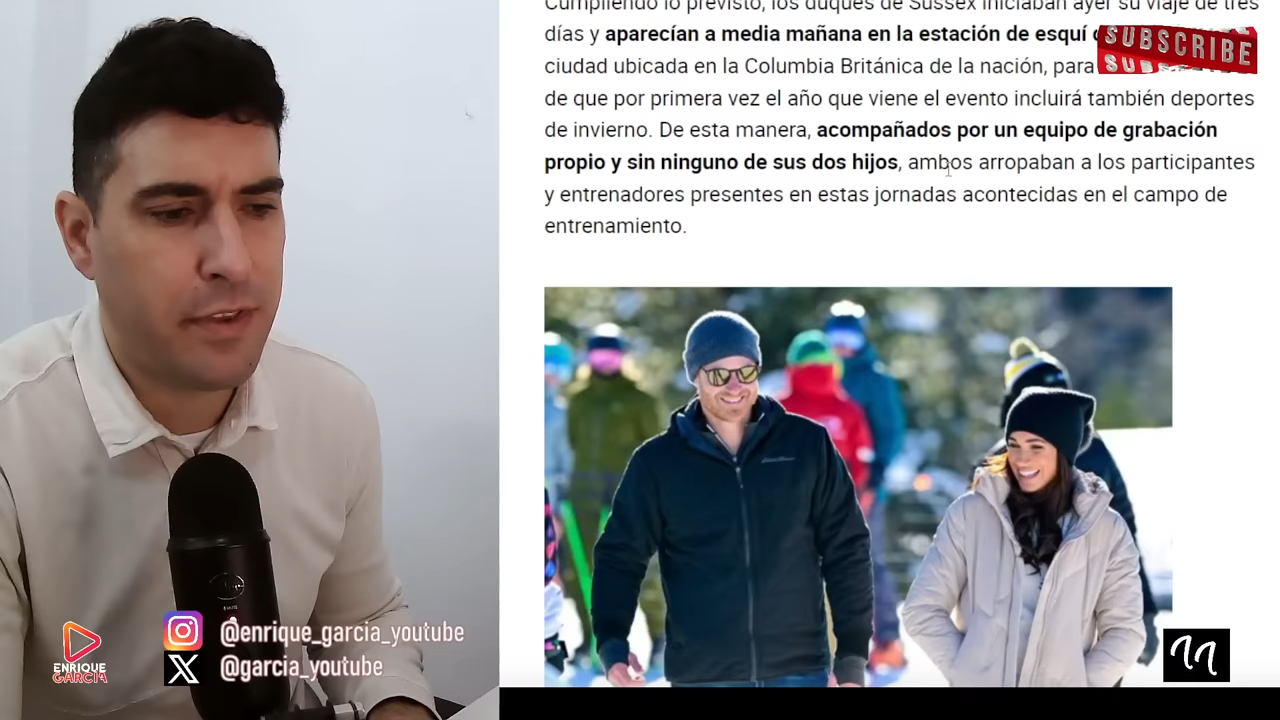 Cumpliendo lo previsto, los duques de Sussex iniciaban ayer su viaje de tres
días y aparecían a media mañana en la estación de esquí
ciudad ubicada en la Columbia Británica de la nación, para
de que por primera vez el año que viene el evento incluirá también deportes
de invierno. De esta manera, acompañados por un equipo de grabación
propio y sin ninguno de sus dos hijos, ambos arropaban a los participantes
y entrenadores presentes en estas jornadas acontecidas en el campo de
entrenamiento.
SUBSCRIBE
@enrique_garcia_youtube
@garcia_youtube
ENRIQUE
GARCIA